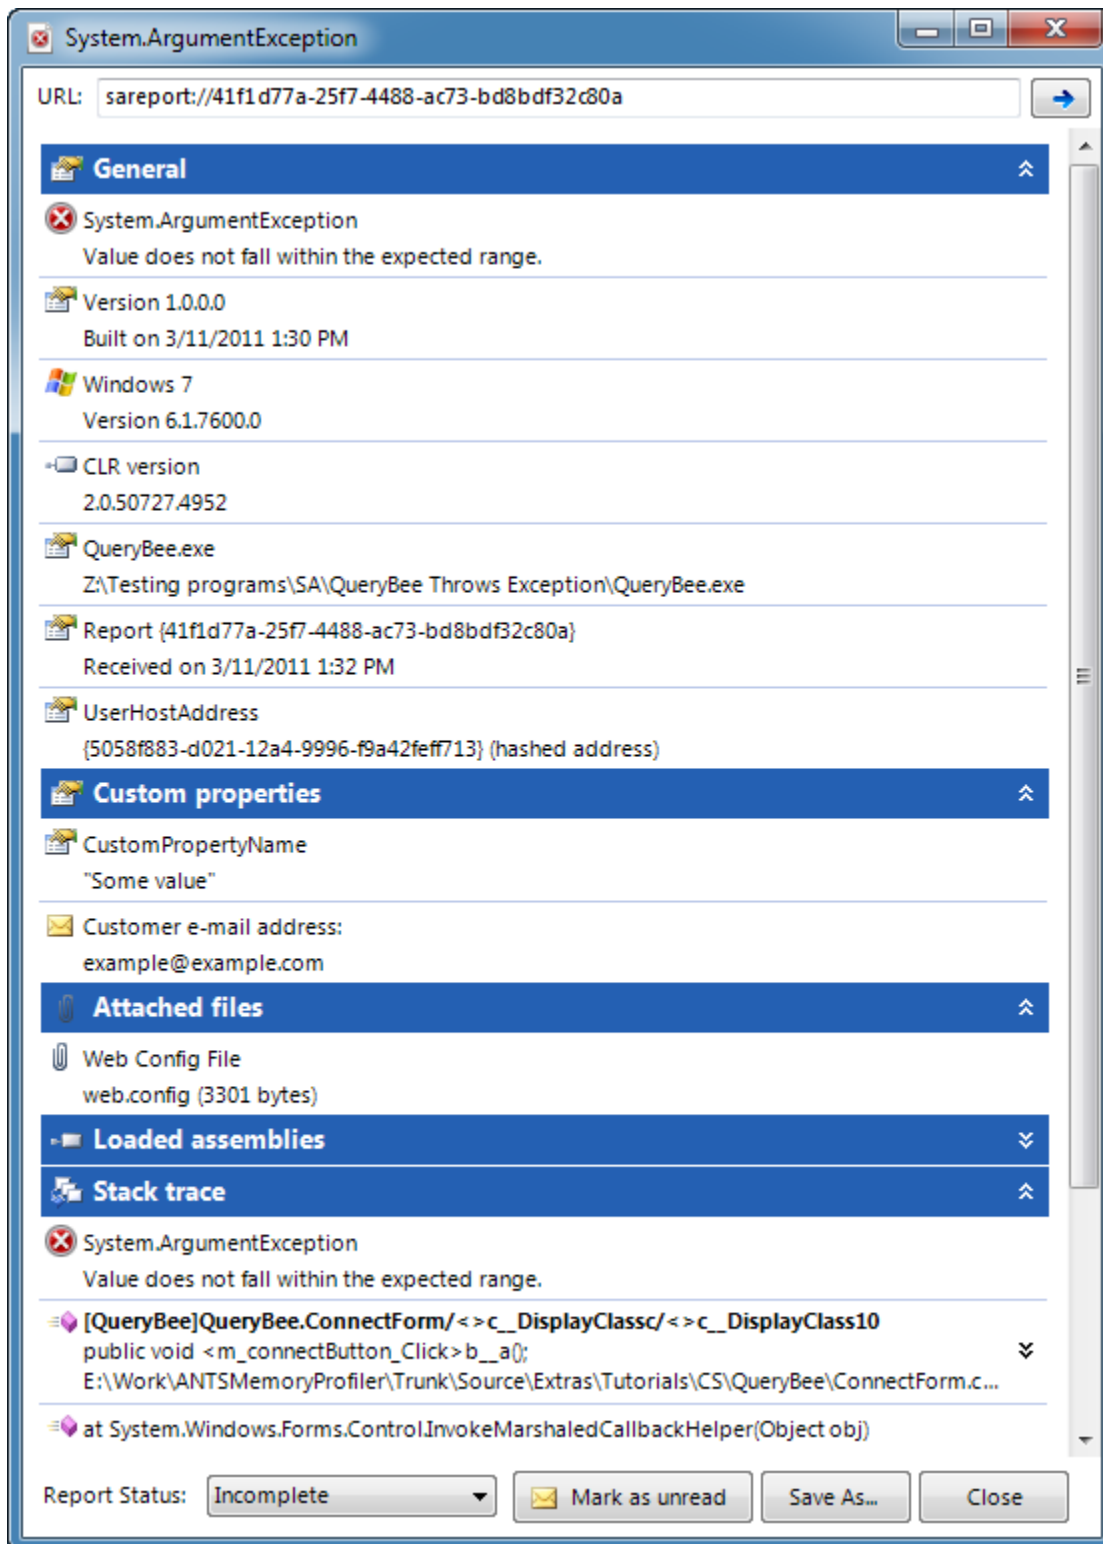 System.ArgumentException
URL: sareport://41f1d77a-25f7-4488-ac73-bd8bdf32c80a
General
System.ArgumentException
Value does not fall within the expected range.
Version 1.0.0.0
Built on 3/11/2011 1:30 PM
Windows 7
Version 6.1.7600.0
CLR version
2.0.50727.4952
QueryBee.exe
Z:\Testing programs\SA\QueryBee Throws Exception\QueryBee.exe
Report {41f1d77a-25f7-4488-ac73-bd8bdf32c80a}
Received on 3/11/2011 1:32 PM
UserHostAddress
{5058f883-d021-12a4-9996-f9a42feff713} (hashed address)
Custom properties
CustomPropertyName
"Some value"
Customer e-mail address:
example@example.com
Attached files
Web Config File
web.config (3301 bytes)
Loaded assemblies
Stack trace
System.ArgumentException
Value does not fall within the expected range.
[QueryBee]QueryBee.ConnectForm/<>c__DisplayClassc/<>c__DisplayClass10
public void <m_connectButton_Click>b__a();
E:\Work\ANTSMemoryProfiler\Trunk\Source\Extras\Tutorials\CS\QueryBee\ConnectForm.c...
at System.Windows.Forms.Control.InvokeMarshaledCallbackHelper(Object obj)
Report Status: Incomplete Mark as unread Save As... Close